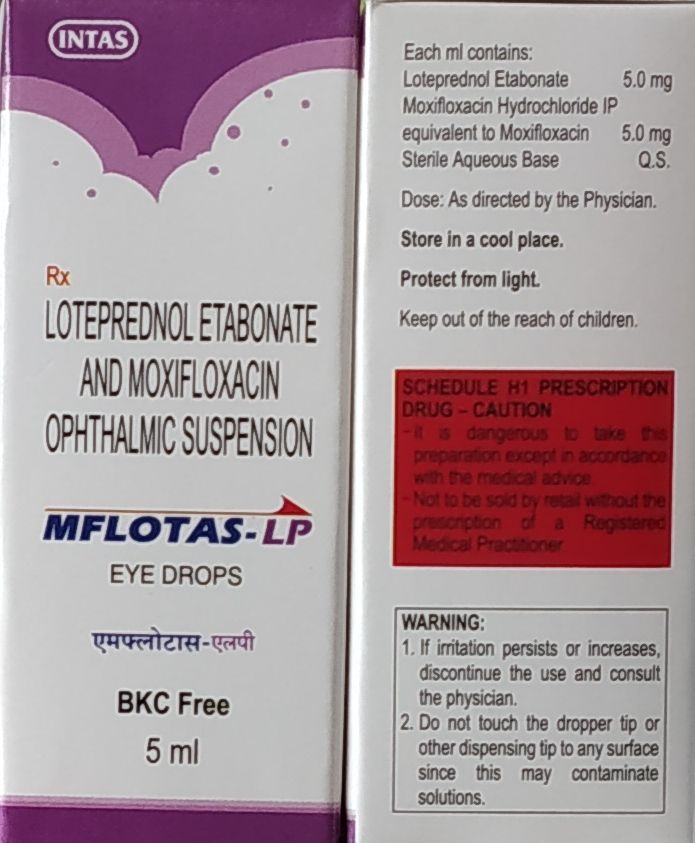 INTAS
Rx
LOTEPREDNOL ETABONATE
AND MOXIFLOXACIN
OPHTHALMIC SUSPENSION
MFLOTAS-LP
EYE DROPS
एमफ्लोटास-एलपी
BKC Free
5 ml
Each ml contains:
Loteprednol Etabonate 5.0 mg
Moxifloxacin Hydrochloride IP
equivalent to Moxifloxacin 5.0 mg
Sterile Aqueous Base Q.S.
Dose: As directed by the Physician.
Store in a cool place.
Protect from light.
Keep out of the reach of children.
SCHEDULE H1 PRESCRIPTION
DRUG – CAUTION
- It is dangerous to take this
preparation except in accordance
with the medical advice.
- Not to be sold by retail without the
prescription of a Registered
Medical Practitioner
WARNING:
1. If irritation persists or increases,
discontinue the use and consult
the physician.
2. Do not touch the dropper tip or
other dispensing tip to any surface
since this may contaminate
solutions.